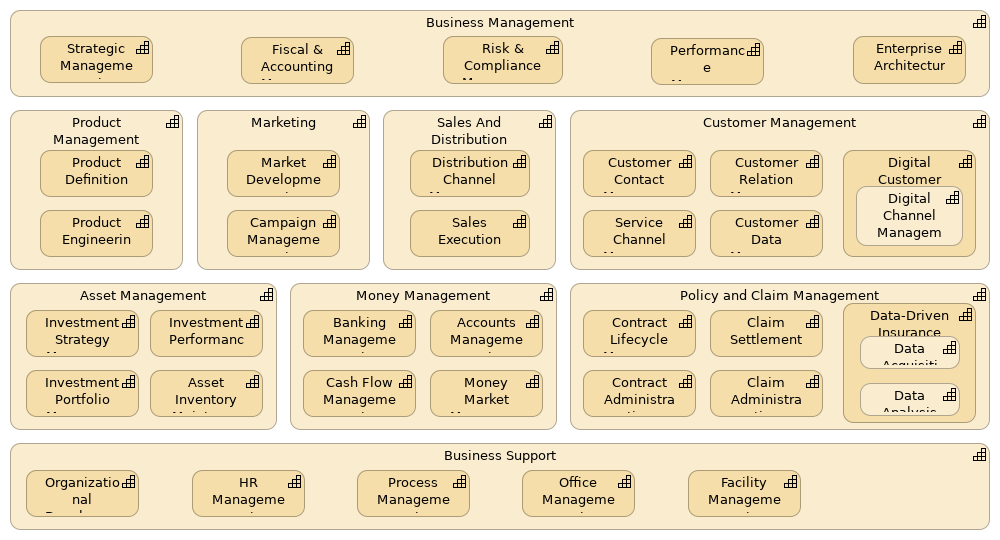 Business Management
Strategic
Manageme
Fiscal &
Accounting
Risk &
Compliance
Performanc
e
Enterprise
Architectur
Product
Management
Product
Definition
Product
Engineerin
Marketing
Market
Developme
Campaign
Manageme
Sales And
Distribution
Distribution
Channel
Sales
Execution
Customer Management
Customer
Contact
Customer
Relation
Service
Channel
Customer
Data
Digital
Customer
Digital
Channel
Managem
Asset Management
Investment
Strategy
Investment
Performanc
Investment
Portfolio
Asset
Inventory
Money Management
Banking
Manageme
Accounts
Manageme
Cash Flow
Manageme
Money
Market
Policy and Claim Management
Contract
Lifecycle
Claim
Settlement
Contract
Administra
Claim
Administra
Data-Driven
Insurance
Data
Acquisiti
Data
Analysis
Business Support
Organizatio
nal
HR
Manageme
Process
Manageme
Office
Manageme
Facility
Manageme